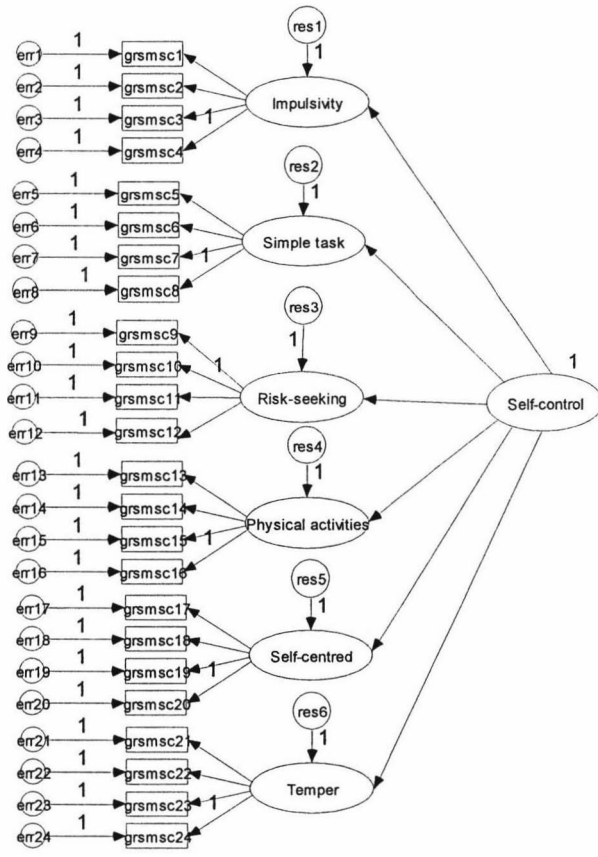 res1
1
err1 1 grsmsc1
err2 1 grsmsc2
err3 1 grsmsc3 1
err4 1 grsmsc4
Impulsivity
res2
1
err5 1 grsmsc5
err6 1 grsmsc6
err7 1 grsmsc7 1
err8 1 grsmsc8
Simple task
res3
1
err9 1 grsmsc9
err10 1 grsmsc10 1
err11 1 grsmsc11
err12 1 grsmsc12
Risk-seeking
1
Self-control
res4
1
err13 1 grsmsc13
err14 1 grsmsc14
err15 1 grsmsc15 1
err16 1 grsmsc16
Physical activities
res5
1
err17 1 grsmsc17
err18 1 grsmsc18
err19 1 grsmsc19 1
err20 1 grsmsc20
Self-centred
res6
1
err21 1 grsmsc21
err22 1 grsmsc22
err23 1 grsmsc23 1
err24 1 grsmsc24
Temper